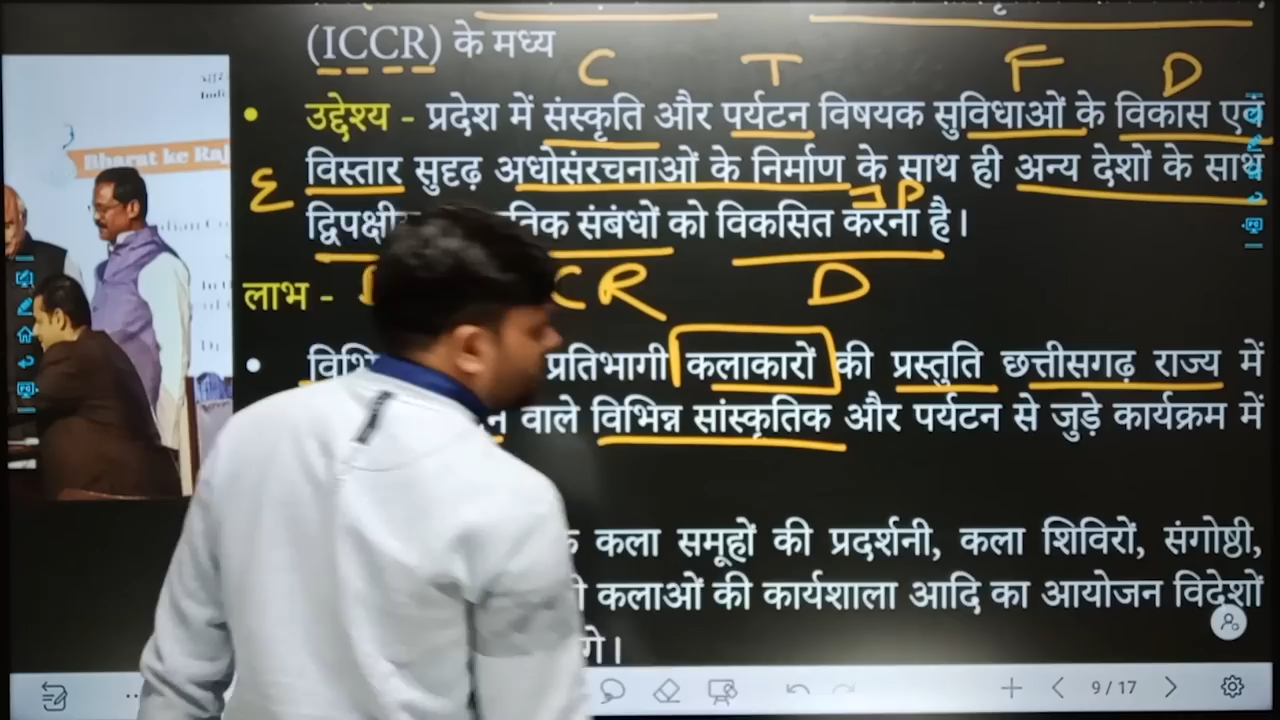 (ICCR) के मध्य
C T F D
• उद्देश्य - प्रदेश में संस्कृति और पर्यटन विषयक सुविधाओं के विकास एवं
विस्तार सुदृढ़ अधोसंरचनाओं के निर्माण के साथ ही अन्य देशों के साथ
E
द्विपक्षी तिक संबंधों को विकसित करना है।
CR D
लाभ -
• विभि प्रतिभागी कलाकारों की प्रस्तुति छत्तीसगढ़ राज्य में
वाले विभिन्न सांस्कृतिक और पर्यटन से जुड़े कार्यक्रम में
कला समूहों की प्रदर्शनी, कला शिविरों, संगोष्ठी,
कलाओं की कार्यशाला आदि का आयोजन विदेशों
गे।
Bharat ke Raj
9 / 17